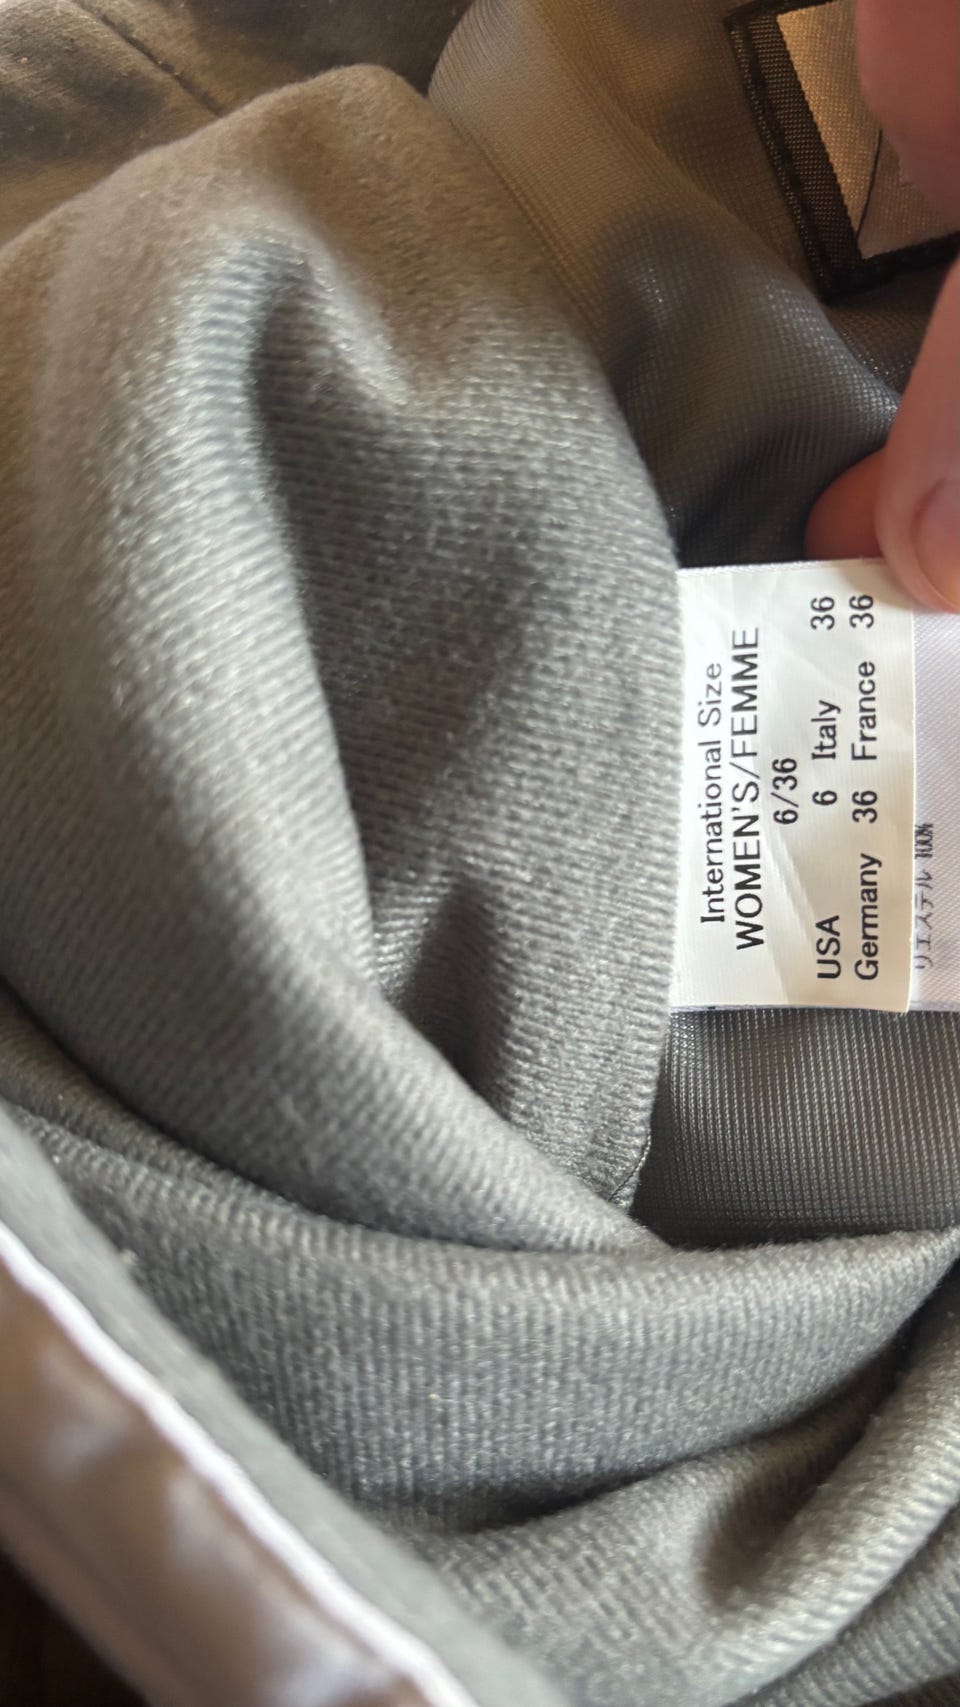 International Size
WOMEN'S/FEMME
6/36
USA 6 Italy 36
Germany 36 France 36
リエステル 100%